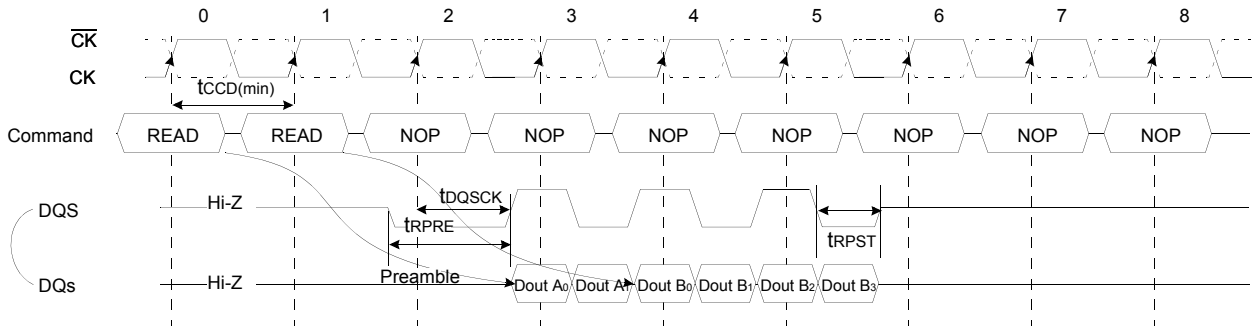 0 1 2 3 4 5 6 7 8
CK
CK
tCCD(min)
Command READ READ NOP NOP NOP NOP NOP NOP NOP
DQS Hi-Z tDQSCK
tRPRE tRPST
Preamble
DQs Hi-Z Dout A0 Dout A1 Dout B0 Dout B1 Dout B2 Dout B3